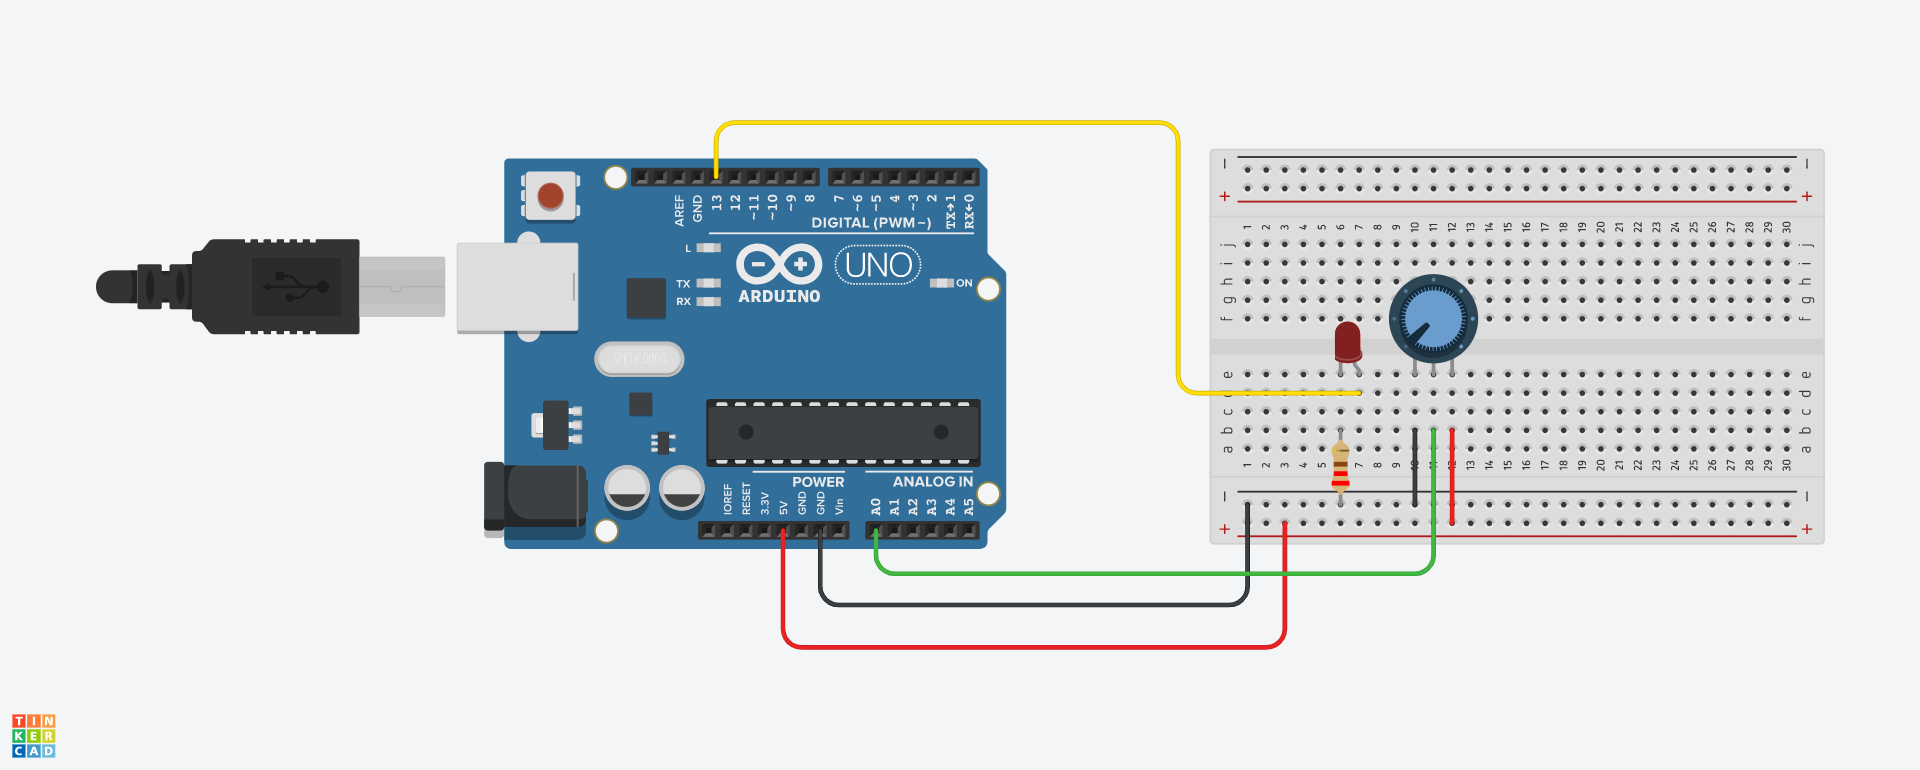 AREF
GND
13
12
~11
~10
~9
8
7
~6
~5
4
~3
2
TX→1
RX←0
DIGITAL (PWM~)
L
TX
RX
UNO
ON
ARDUINO
SPK16.000G
POWER
ANALOG IN
IOREF
RESET
3.3V
5V
GND
GND
Vin
A0
A1
A2
A3
A4
A5
− −
+ +
1 2 3 4 5 6 7 8 9 10 11 12 13 14 15 16 17 18 19 20 21 22 23 24 25 26 27 28 29 30
j j
i i
h h
g g
f f
e e
d
c c
b b
a a
1 2 3 4 5 6 7 8 9 13 14 15 16 17 18 19 20 21 22 23 24 25 26 27 28 29 30
− −
+ +
TIN
KER
CAD